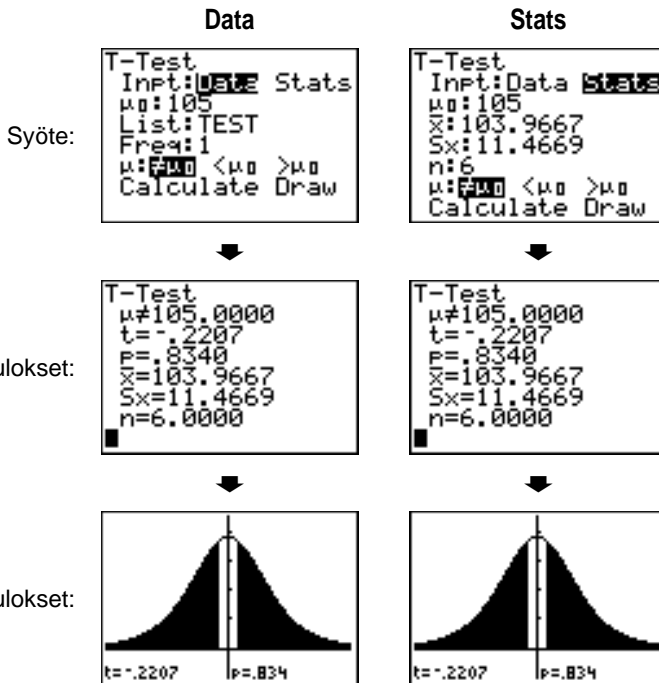 Data Stats
Syöte:
T-Test
Inpt:Data Stats
μ0:105
List:TEST
Freq:1
μ:≠μ0 <μ0 >μ0
Calculate Draw
T-Test
Inpt:Data Stats
μ0:105
x̄:103.9667
Sx:11.4669
n:6
μ:≠μ0 <μ0 >μ0
Calculate Draw
ulokset:
T-Test
μ≠105.0000
t=-.2207
p=.8340
x̄=103.9667
Sx=11.4669
n=6.0000
T-Test
μ≠105.0000
t=-.2207
p=.8340
x̄=103.9667
Sx=11.4669
n=6.0000
ulokset:
t=-.2207 p=.834
t=-.2207 p=.834